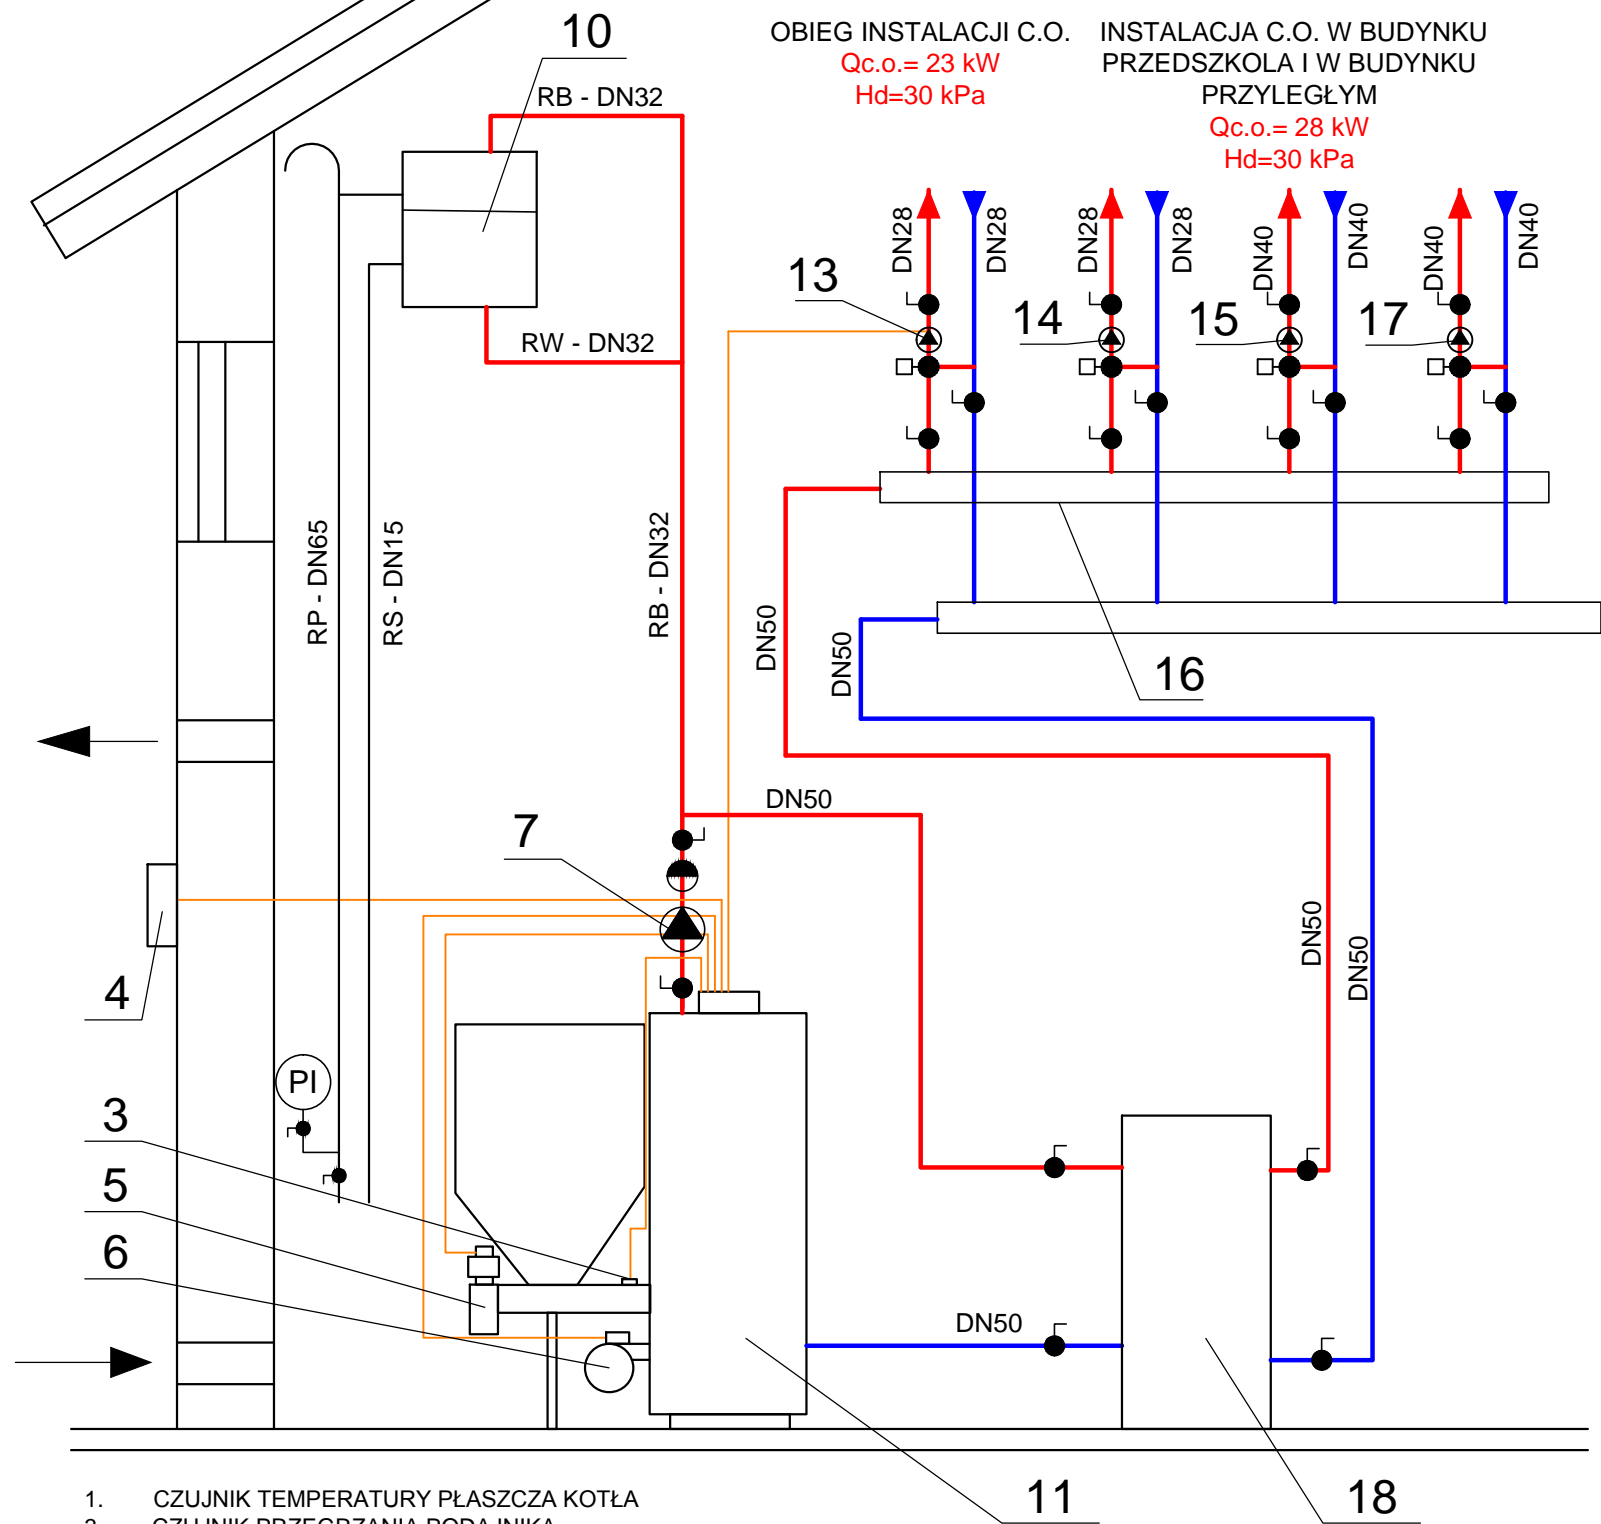 10
OBIEG INSTALACJI C.O.
Qc.o.= 23 kW
Hd=30 kPa
INSTALACJA C.O. W BUDYNKU
PRZEDSZKOLA I W BUDYNKU
PRZYLEGŁYM
Qc.o.= 28 kW
Hd=30 kPa
RB - DN32
DN28
DN28
DN28
DN28
DN40
DN40
DN40
DN40
13
14
15
17
RW - DN32
RP - DN65
RS - DN15
RB - DN32
DN50
DN50
16
DN50
7
4
DN50
DN50
PI
3
5
6
DN50
11
18
1. CZUJNIK TEMPERATURY PŁASZCZA KOTŁA
CZUJNIK PRZEGRZANIA PODAJNIKA